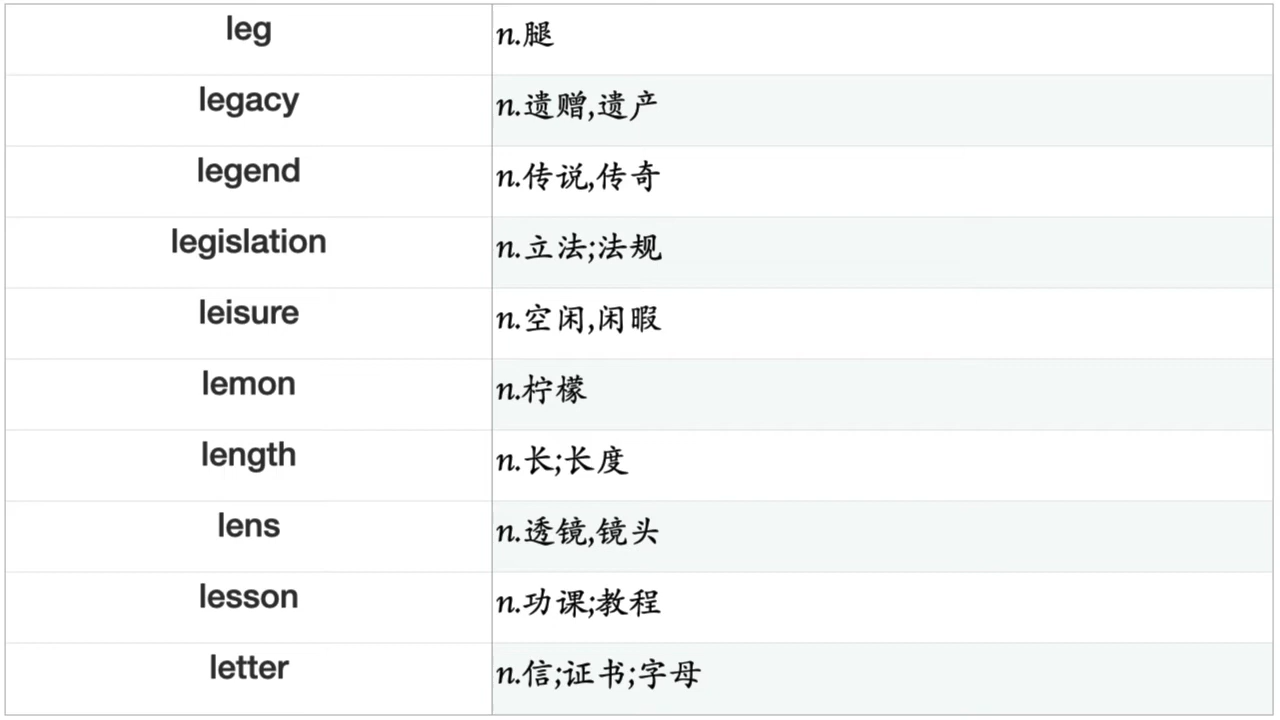 leg n.腿
legacy n.遗赠,遗产
legend n.传说,传奇
legislation n.立法;法规
leisure n.空闲,闲暇
lemon n.柠檬
length n.长;长度
lens n.透镜,镜头
lesson n.功课;教程
letter n.信;证书;字母